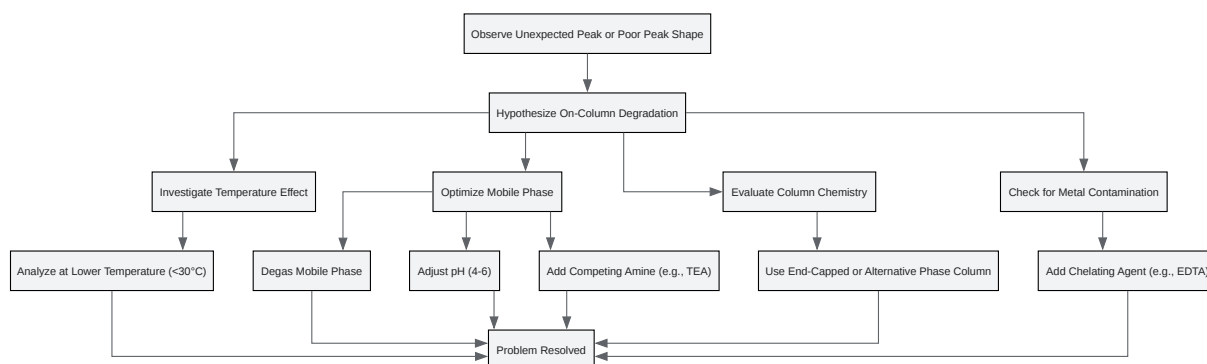 Observe Unexpected Peak or Poor Peak Shape
Hypothesize On-Column Degradation
Investigate Temperature Effect
Optimize Mobile Phase
Evaluate Column Chemistry
Check for Metal Contamination
Analyze at Lower Temperature (<30°C)
Degas Mobile Phase
Adjust pH (4-6)
Add Competing Amine (e.g., TEA)
Use End-Capped or Alternative Phase Column
Add Chelating Agent (e.g., EDTA)
Problem Resolved